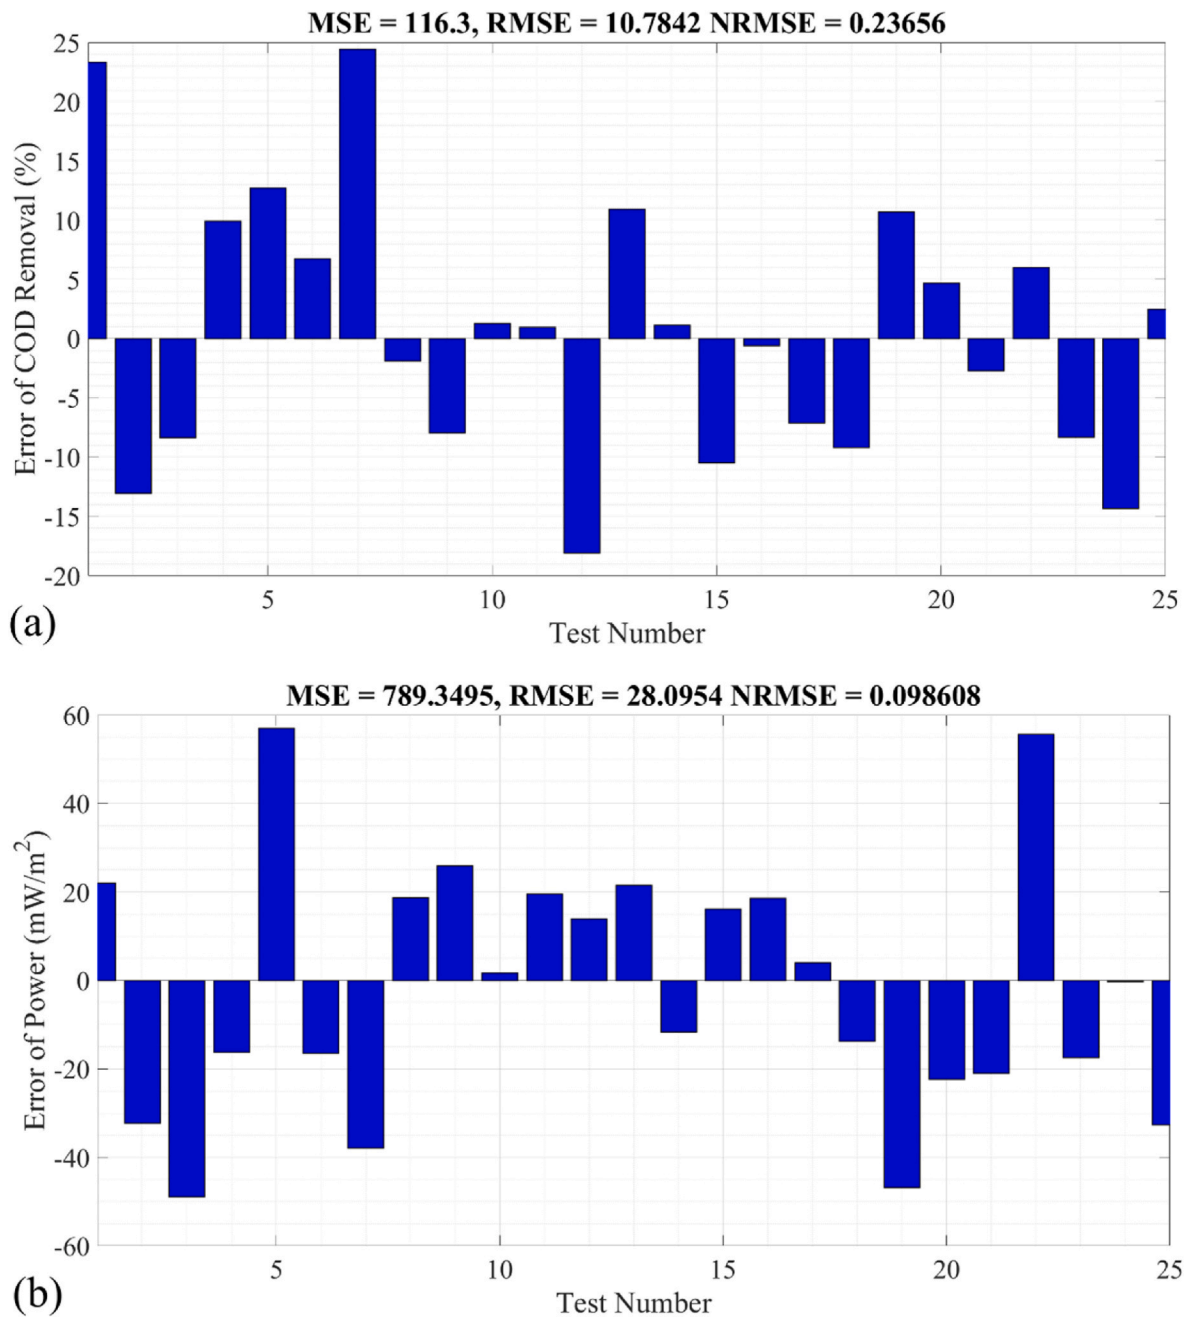 MSE = 116.3, RMSE = 10.7842 NRMSE = 0.23656
25
20
15
10
5
0
-5
-10
-15
-20
Error of COD Removal (%)
5 10 15 20 25
Test Number
(a)
MSE = 789.3495, RMSE = 28.0954 NRMSE = 0.098608
60
40
20
0
-20
-40
-60
Error of Power (mW/m²)
5 10 15 20 25
Test Number
(b)